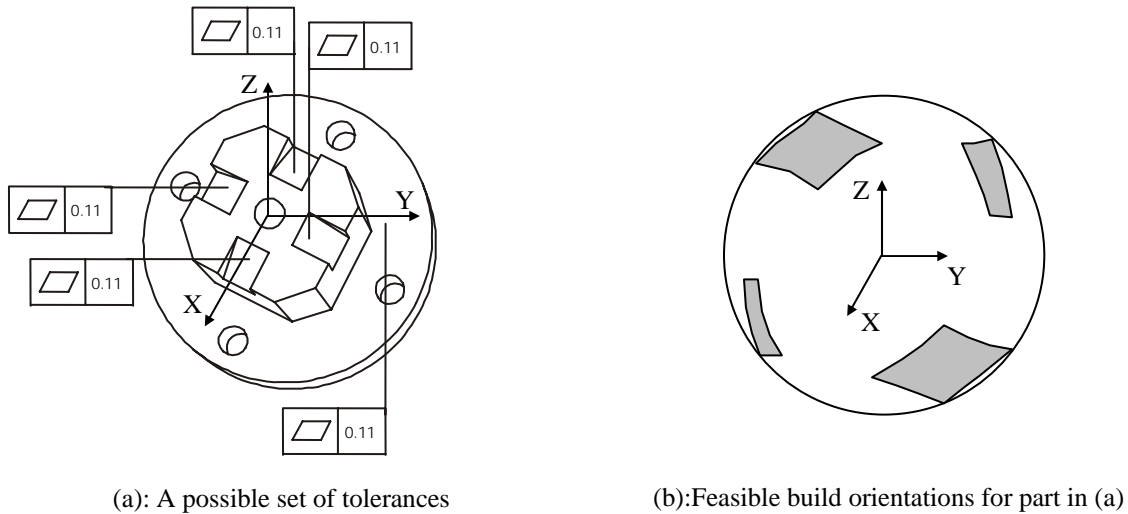 0.11
0.11
Z
Y
0.11
0.11
X
0.11
Z
Y
X
(a): A possible set of tolerances
(b):Feasible build orientations for part in (a)